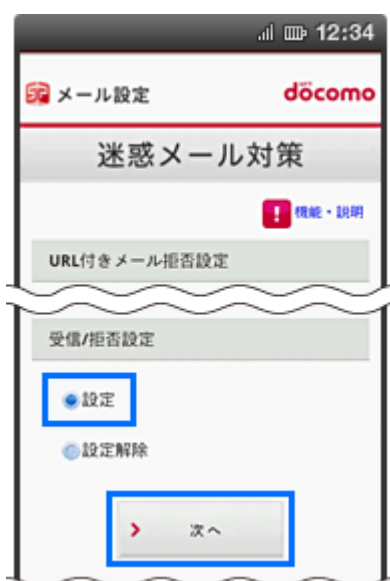 12:34
SP メール設定 döcomo
迷惑メール対策
! 機能・説明
URL付きメール拒否設定
受信/拒否設定
設定
設定解除
次へ